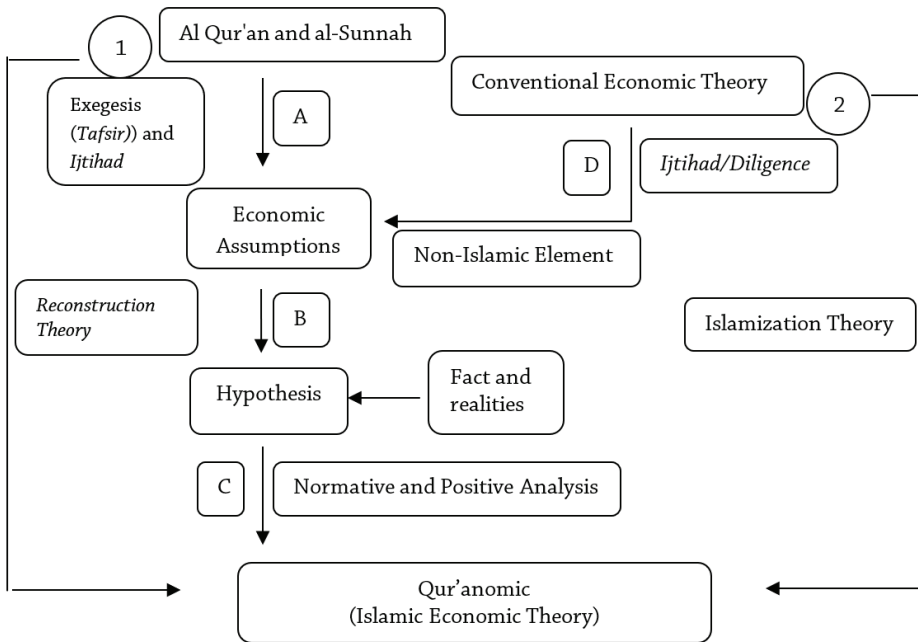 1
Al Qur'an and al-Sunnah
Conventional Economic Theory
2
Exegesis
(Tafsir)) and
Ijtihad
A
D
Ijtihad/Diligence
Economic
Assumptions
Non-Islamic Element
Reconstruction
Theory
B
Islamization Theory
Hypothesis
Fact and
realities
C
Normative and Positive Analysis
Qur’anomic
(Islamic Economic Theory)